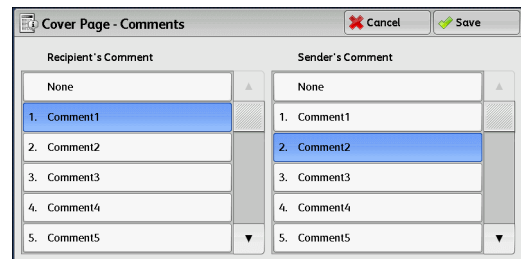 Cover Page - Comments
Cancel
Save
Recipient's Comment
Sender's Comment
None
None
1. Comment1
1. Comment1
2. Comment2
2. Comment2
3. Comment3
3. Comment3
4. Comment4
4. Comment4
5. Comment5
5. Comment5